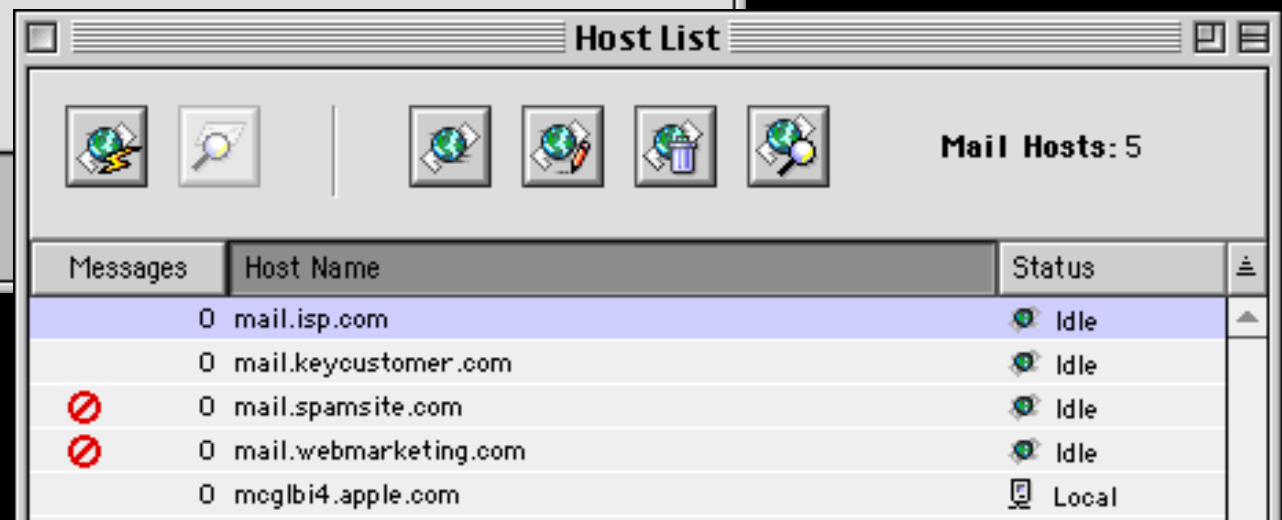 Host List
Mail Hosts: 5
Messages Host Name Status
0 mail.isp.com Idle
0 mail.keycustomer.com Idle
0 mail.spamsite.com Idle
0 mail.webmarketing.com Idle
0 mcglbi4.apple.com Local